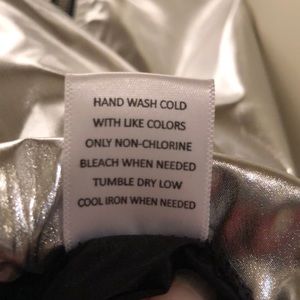 HAND WASH COLD
WITH LIKE COLORS
ONLY NON-CHLORINE
BLEACH WHEN NEEDED
TUMBLE DRY LOW
COOL IRON WHEN NEEDED